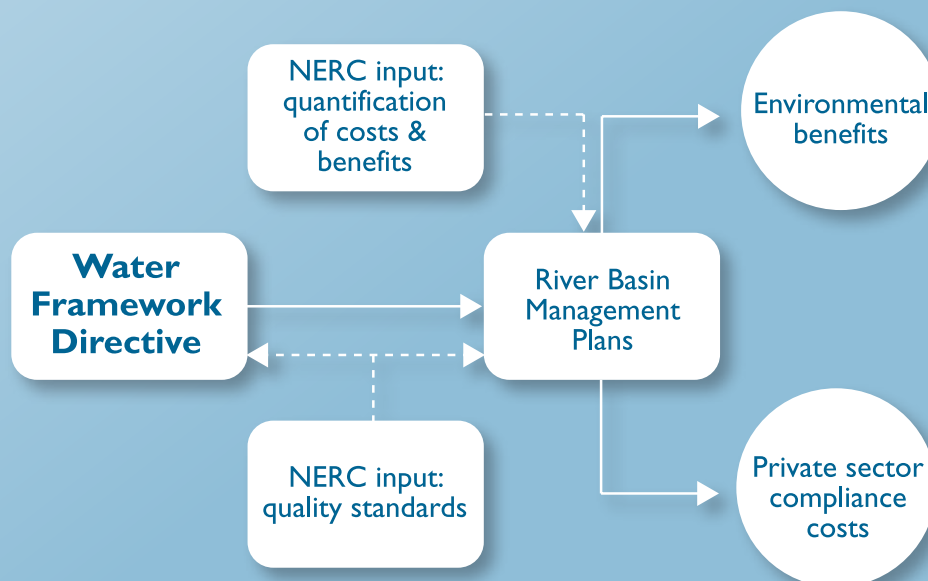 NERC input:
quantification
of costs &
benefits
Environmental
benefits
Water
Framework
Directive
River Basin
Management
Plans
NERC input:
quality standards
Private sector
compliance
costs